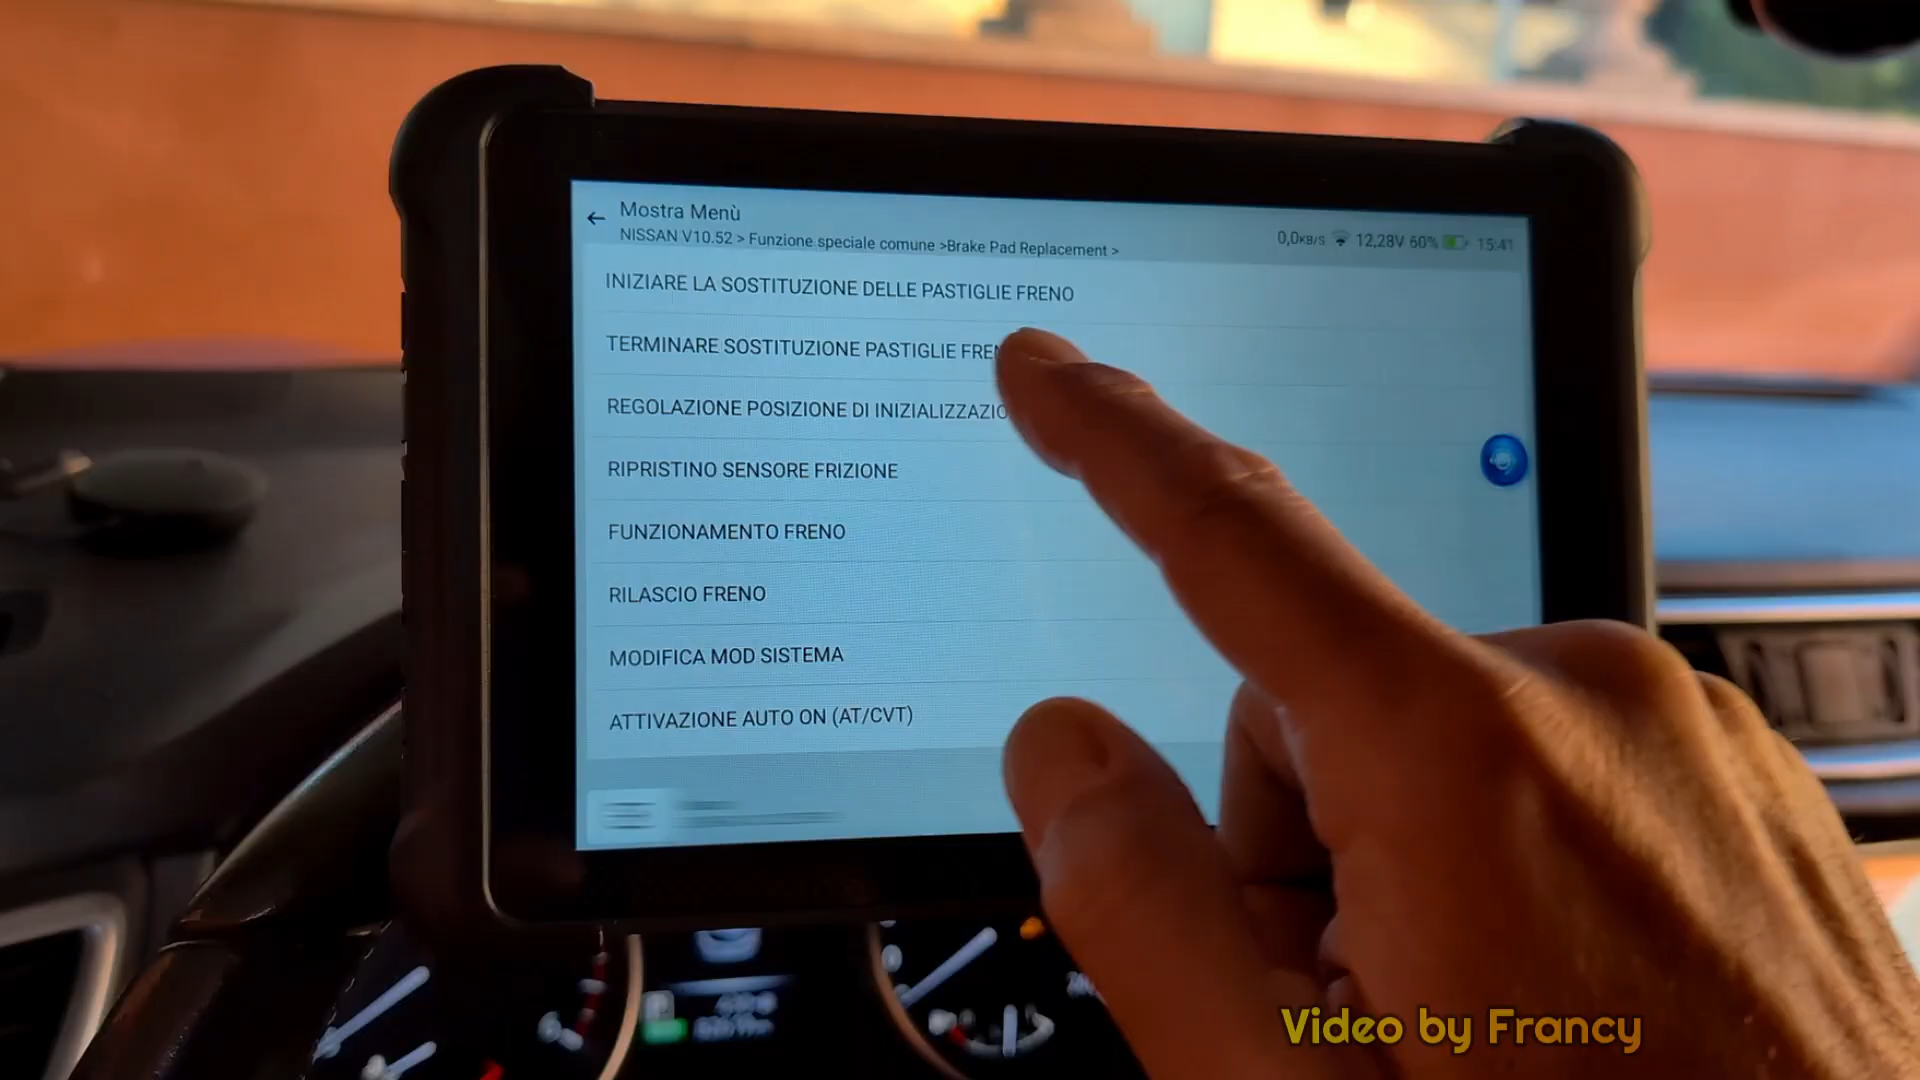 Mostra Menù
NISSAN V10.52 > Funzione speciale comune >Brake Pad Replacement >
0,0KB/S 12,28V 60% 15:41
INIZIARE LA SOSTITUZIONE DELLE PASTIGLIE FRENO
TERMINARE SOSTITUZIONE PASTIGLIE FREN
REGOLAZIONE POSIZIONE DI INIZIALIZZAZIO
RIPRISTINO SENSORE FRIZIONE
FUNZIONAMENTO FRENO
RILASCIO FRENO
MODIFICA MOD SISTEMA
ATTIVAZIONE AUTO ON (AT/CVT)
Video by Francy